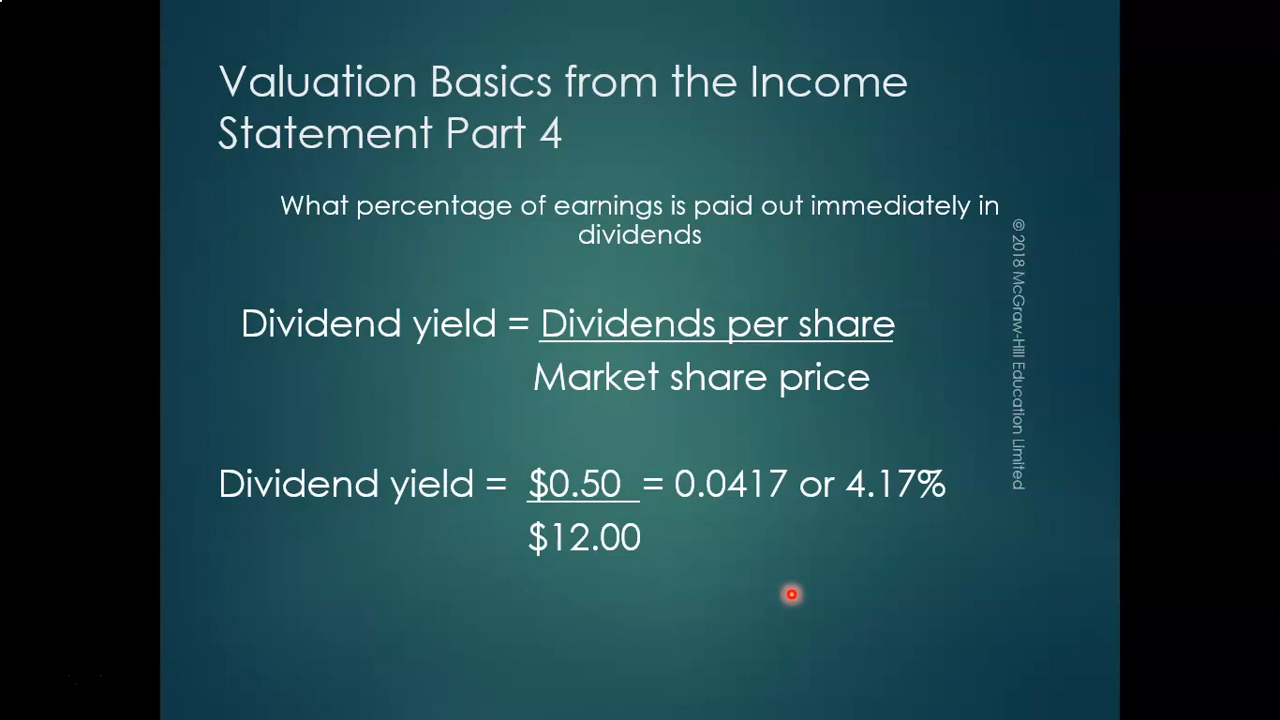 Valuation Basics from the Income
Statement Part 4
What percentage of earnings is paid out immediately in
dividends
Dividend yield = Dividends per share
Market share price
Dividend yield = $0.50 = 0.0417 or 4.17%
$12.00
© 2018 McGraw-Hill Education Limited